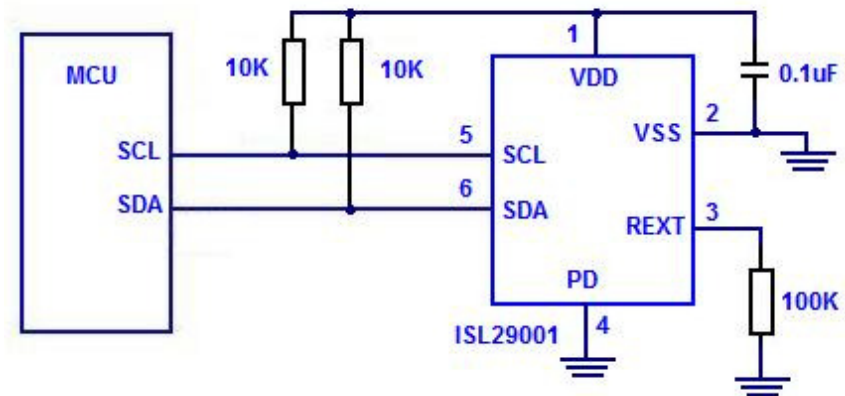 1
10K 10K
MCU VDD 0.1uF
2
VSS
5
SCL SCL
6
SDA SDA
3
REXT
PD
100K
4
ISL29001